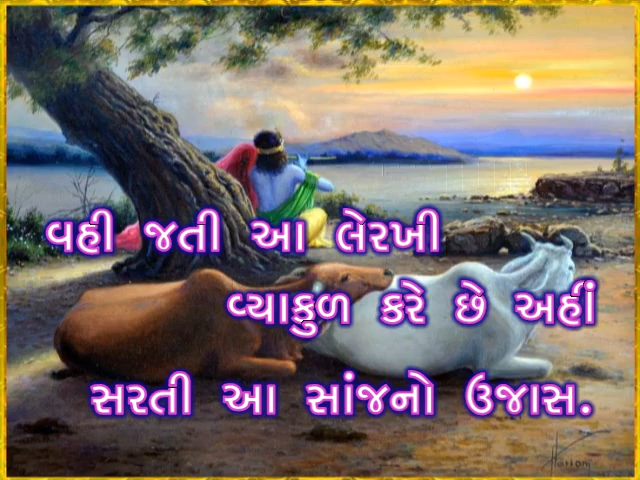 વહી જતી આ લેરખી
વ્યાકુળ કરે છે અહીં
સરતી આ સાંજનો ઉજાસ.